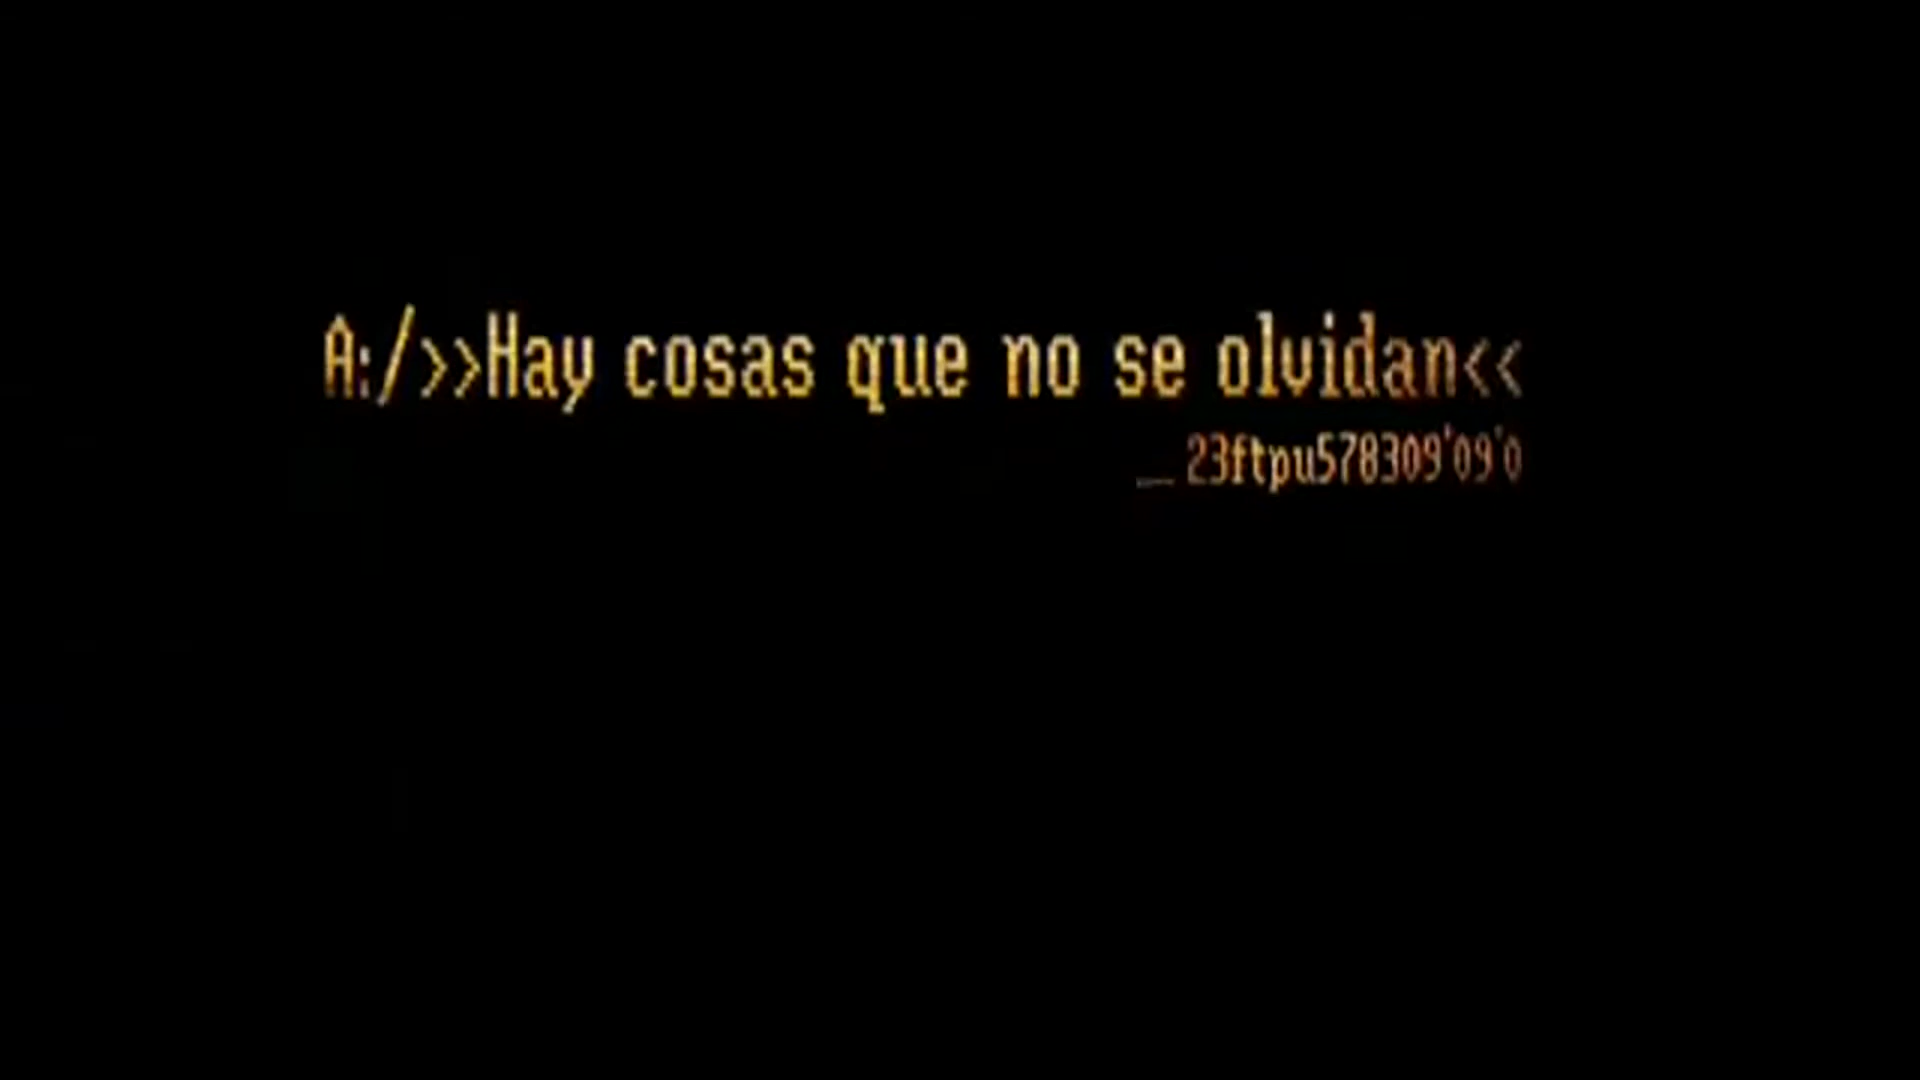 A:/>>Hay cosas que no se olvidan<<
_ 23ftpu578309'09'0